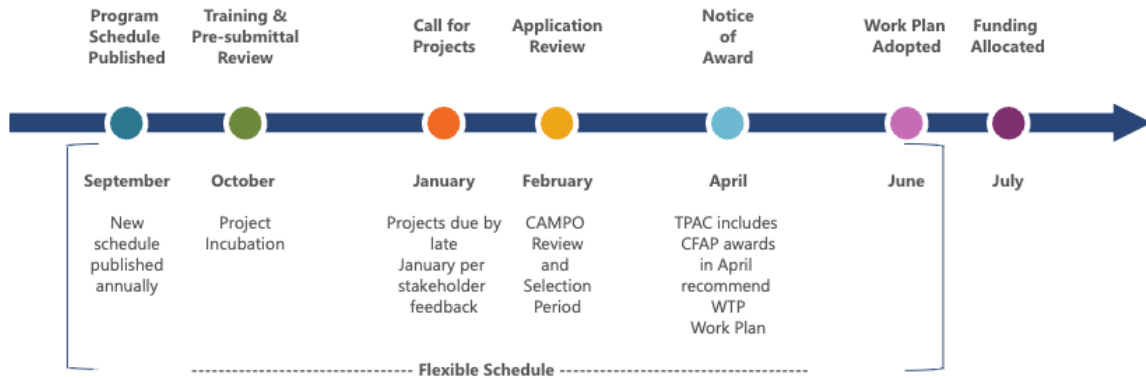 Program
Schedule
Published
Training &
Pre-submittal
Review
Call for
Projects
Application
Review
Notice
of
Award
Work Plan
Adopted
Funding
Allocated
September
New
schedule
published
annually
October
Project
Incubation
January
Projects due by
late
January per
stakeholder
feedback
February
CAMPO
Review
and
Selection
Period
April
TPAC includes
CFAP awards
in April
recommend
WTP
Work Plan
June
July
------------------------------- Flexible Schedule -----------------------------------